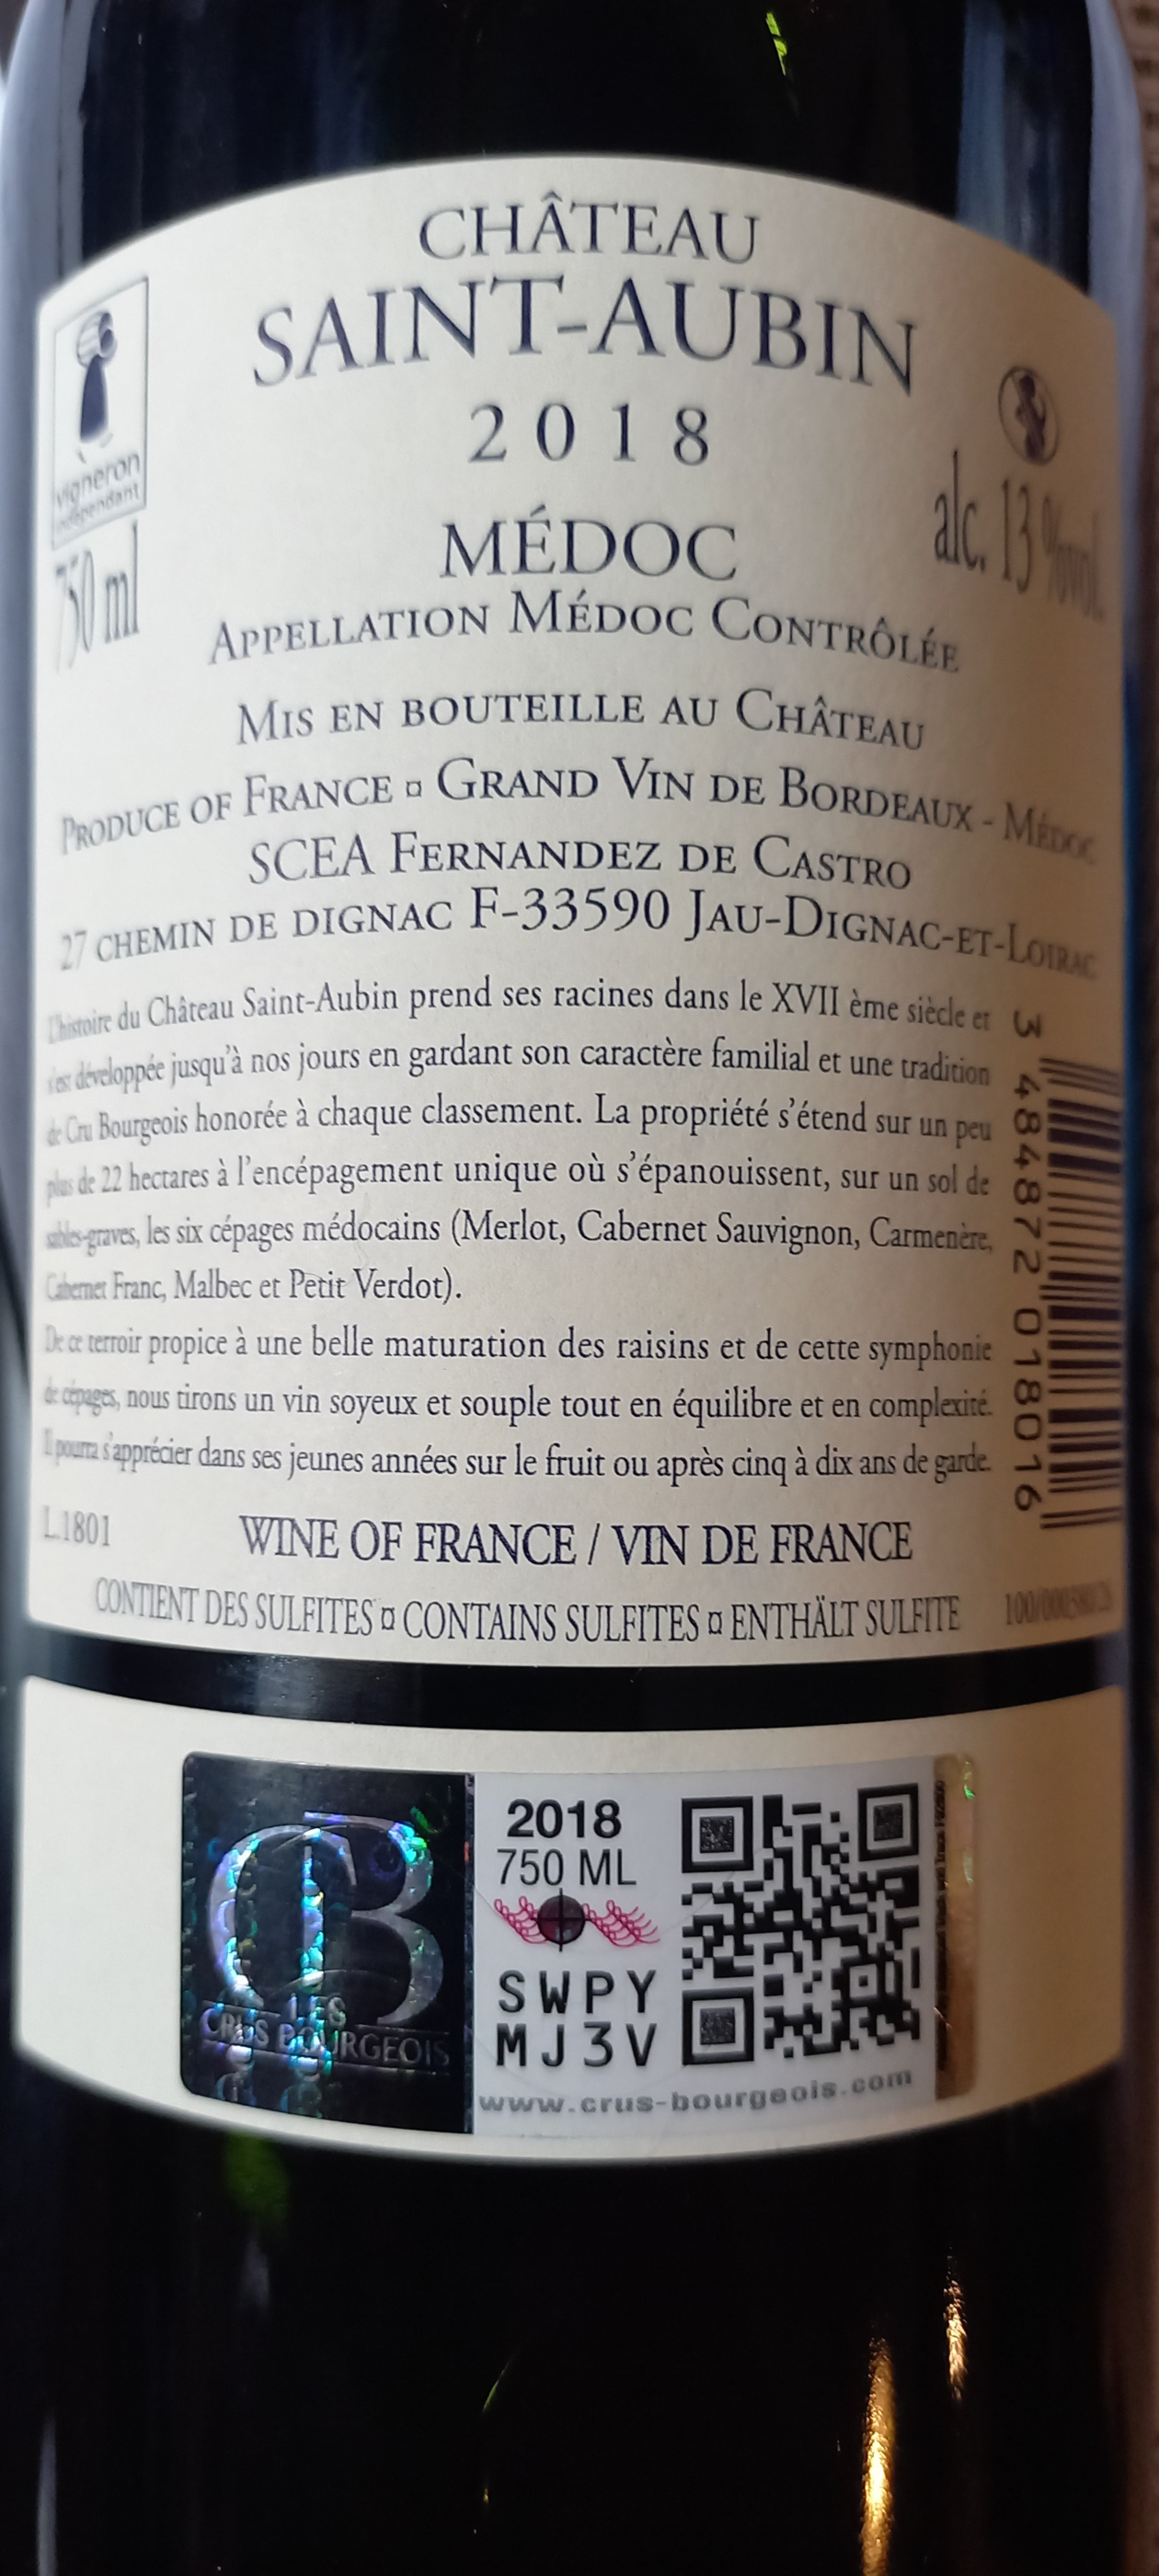 CHÂTEAU
SAINT-AUBIN
2018
vigneron
indépendant
750 ml
alc. 13 %vol.
MÉDOC
APPELLATION MÉDOC CONTRÔLÉE
MIS EN BOUTEILLE AU CHÂTEAU
PRODUCE OF FRANCE ¤ GRAND VIN DE BORDEAUX - MÉDOC
SCEA FERNANDEZ DE CASTRO
27 CHEMIN DE DIGNAC F-33590 JAU-DIGNAC-ET-LOIRAC
L'histoire du Château Saint-Aubin prend ses racines dans le XVII ème siècle et
s'est développée jusqu'à nos jours en gardant son caractère familial et une tradition
de Cru Bourgeois honorée à chaque classement. La propriété s'étend sur un peu
plus de 22 hectares à l'encépagement unique où s'épanouissent, sur un sol de
sables-graves, les six cépages médocains (Merlot, Cabernet Sauvignon, Carmenère,
Cabernet Franc, Malbec et Petit Verdot).
De ce terroir propice à une belle maturation des raisins et de cette symphonie
de cépages, nous tirons un vin soyeux et souple tout en équilibre et en complexité.
Il pourra s'apprécier dans ses jeunes années sur le fruit ou après cinq à dix ans de garde.
3 484872 018016
L.1801
WINE OF FRANCE / VIN DE FRANCE
CONTIENT DES SULFITES ¤ CONTAINS SULFITES ¤ ENTHÄLT SULFITE
CB
LES
CRUS BOURGEOIS
2018
750 ML
SWPY
MJ3V
www.crus-bourgeois.com